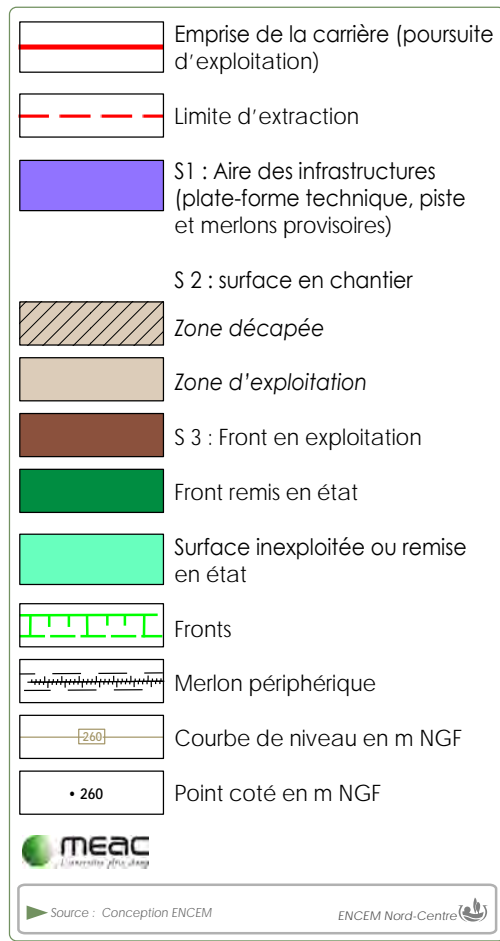 Emprise de la carrière (poursuite
d'exploitation)
Limite d'extraction
S1 : Aire des infrastructures
(plate-forme technique, piste
et merlons provisoires)
S 2 : surface en chantier
Zone décapée
Zone d'exploitation
S 3 : Front en exploitation
Front remis en état
Surface inexploitée ou remise
en état
Fronts
Merlon périphérique
260
Courbe de niveau en m NGF
• 260
Point coté en m NGF
meac
Source : Conception ENCEM
ENCEM Nord-Centre